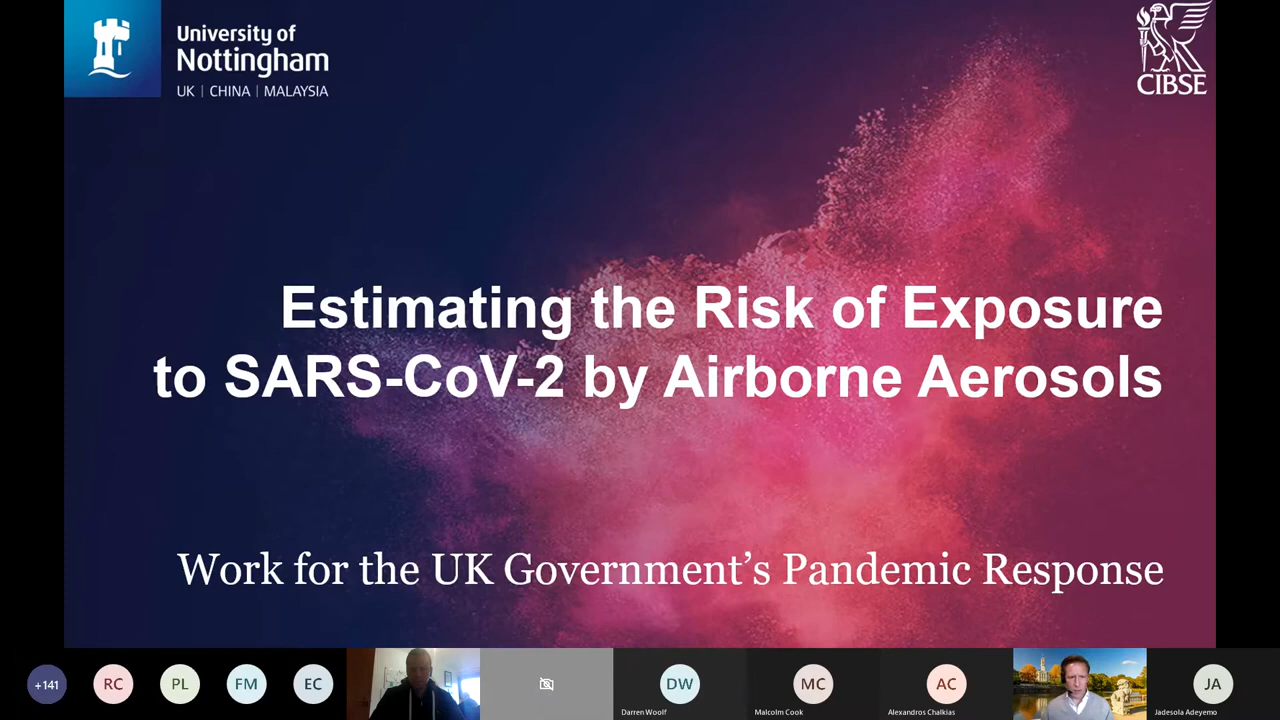 University of
Nottingham
UK | CHINA | MALAYSIA
CIBSE
Estimating the Risk of Exposure
to SARS-CoV-2 by Airborne Aerosols
Work for the UK Government’s Pandemic Response
+141
RC
PL
FM
EC
DW
MC
AC
JA
Darren Woolf
Malcolm Cook
Alexandros Chalkias
Jadesola Adeyemo